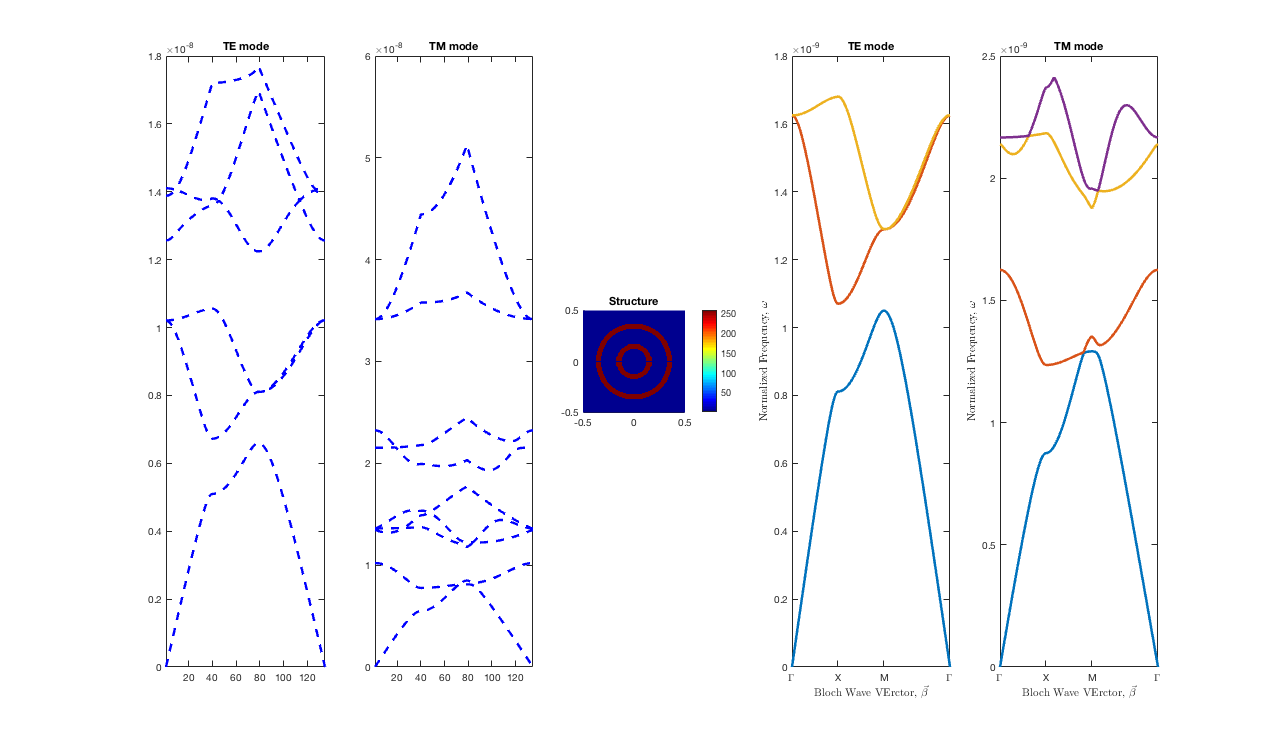 ×10⁻⁸ TE mode
1.8
1.6
1.4
1.2
1
0.8
0.6
0.4
0.2
0
20 40 60 80 100 120
×10⁻⁸ TM mode
6
5
4
3
2
1
0
20 40 60 80 100 120
Structure
0.5
0
-0.5
-0.5 0 0.5
250
200
150
100
50
×10⁻⁹ TE mode
1.8
1.6
1.4
1.2
1
0.8
0.6
0.4
0.2
0
Normalized Frequency, ω
Γ X M Γ
Bloch Wave VErctor, β⃗
×10⁻⁹ TM mode
2.5
2
1.5
1
0.5
0
Normalized Frequency, ω
Γ X M Γ
Bloch Wave VErctor, β⃗